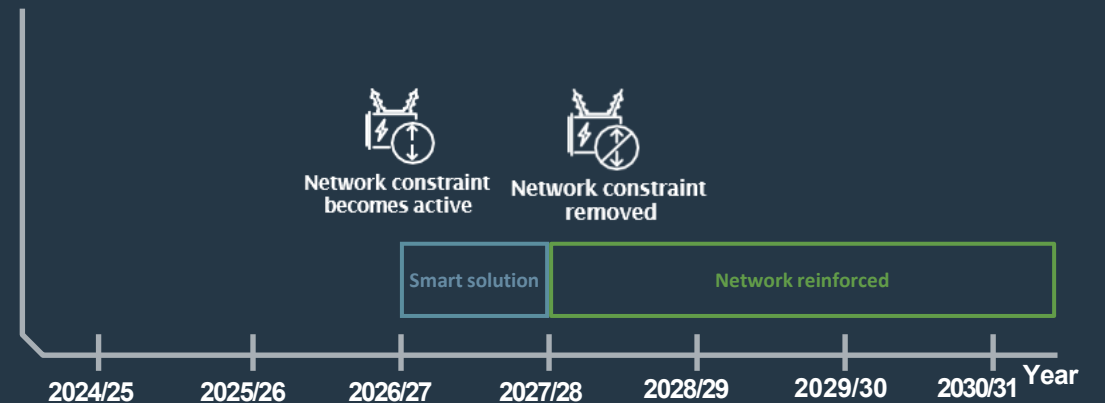 Network constraint
becomes active
Network constraint
removed
Smart solution
Network reinforced
2024/25
2025/26
2026/27
2027/28
2028/29
2029/30
2030/31
Year